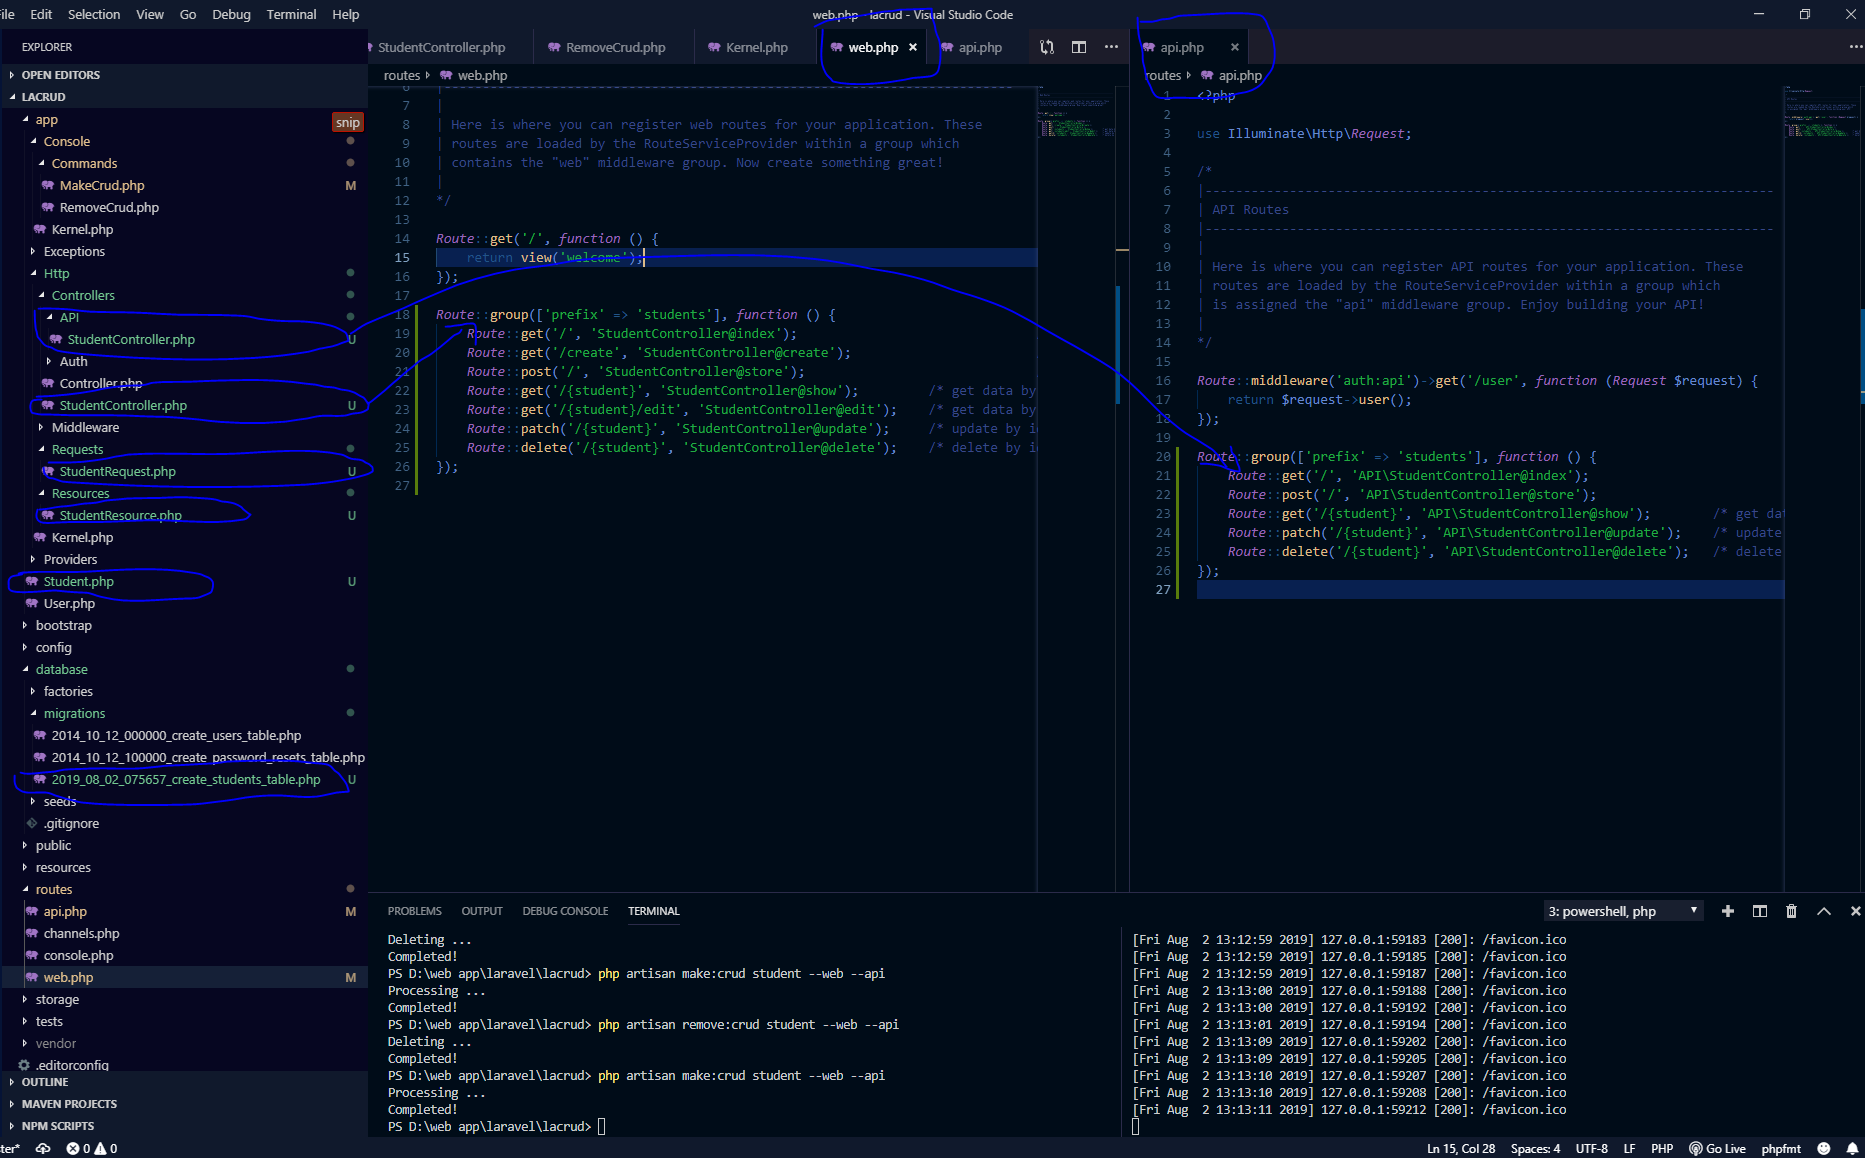 File Edit Selection View Go Debug Terminal Help
web.php - lacrud - Visual Studio Code
EXPLORER
OPEN EDITORS
LACRUD
app
snip
Console
Commands
MakeCrud.php M
RemoveCrud.php
Kernel.php
Exceptions
Http
Controllers
API
StudentController.php U
Auth
Controller.php
StudentController.php U
Middleware
Requests
StudentRequest.php U
Resources
StudentResource.php U
Kernel.php
Providers
Student.php U
User.php
bootstrap
config
database
factories
migrations
2014_10_12_000000_create_users_table.php
2014_10_12_100000_create_password_resets_table.php
2019_08_02_075657_create_students_table.php U
seeds
.gitignore
public
resources
routes
api.php M
channels.php
console.php
web.php M
storage
tests
vendor
.editorconfig
OUTLINE
MAVEN PROJECTS
NPM SCRIPTS
StudentController.php RemoveCrud.php Kernel.php web.php × api.php
routes web.php
6 |--------------------------------------------------------------------------
7 |
8 | Here is where you can register web routes for your application. These
9 | routes are loaded by the RouteServiceProvider within a group which
10 | contains the "web" middleware group. Now create something great!
11 |
12 */
13
14 Route::get('/', function () {
15 return view('welcome');
16 });
17
18 Route::group(['prefix' => 'students'], function () {
19 Route::get('/', 'StudentController@index');
20 Route::get('/create', 'StudentController@create');
21 Route::post('/', 'StudentController@store');
22 Route::get('/{student}', 'StudentController@show'); /* get data by
23 Route::get('/{student}/edit', 'StudentController@edit'); /* get data by
24 Route::patch('/{student}', 'StudentController@update'); /* update by i
25 Route::delete('/{student}', 'StudentController@delete'); /* delete by i
26 });
27
api.php ×
routes api.php
1 <?php
2
3 use Illuminate\Http\Request;
4
5 /*
6 |--------------------------------------------------------------------------
7 | API Routes
8 |--------------------------------------------------------------------------
9 |
10 | Here is where you can register API routes for your application. These
11 | routes are loaded by the RouteServiceProvider within a group which
12 | is assigned the "api" middleware group. Enjoy building your API!
13 |
14 */
15
16 Route::middleware('auth:api')->get('/user', function (Request $request) {
17 return $request->user();
18 });
19
20 Route::group(['prefix' => 'students'], function () {
21 Route::get('/', 'API\StudentController@index');
22 Route::post('/', 'API\StudentController@store');
23 Route::get('/{student}', 'API\StudentController@show'); /* get dat
24 Route::patch('/{student}', 'API\StudentController@update'); /* update
25 Route::delete('/{student}', 'API\StudentController@delete'); /* delete
26 });
27
PROBLEMS OUTPUT DEBUG CONSOLE TERMINAL
3: powershell, php
Deleting ...
Completed!
PS D:\web app\laravel\lacrud> php artisan make:crud student --web --api
Processing ...
Completed!
PS D:\web app\laravel\lacrud> php artisan remove:crud student --web --api
Deleting ...
Completed!
PS D:\web app\laravel\lacrud> php artisan make:crud student --web --api
Processing ...
Completed!
PS D:\web app\laravel\lacrud>
[Fri Aug 2 13:12:59 2019] 127.0.0.1:59183 [200]: /favicon.ico
[Fri Aug 2 13:12:59 2019] 127.0.0.1:59185 [200]: /favicon.ico
[Fri Aug 2 13:12:59 2019] 127.0.0.1:59187 [200]: /favicon.ico
[Fri Aug 2 13:13:00 2019] 127.0.0.1:59188 [200]: /favicon.ico
[Fri Aug 2 13:13:00 2019] 127.0.0.1:59192 [200]: /favicon.ico
[Fri Aug 2 13:13:01 2019] 127.0.0.1:59194 [200]: /favicon.ico
[Fri Aug 2 13:13:09 2019] 127.0.0.1:59202 [200]: /favicon.ico
[Fri Aug 2 13:13:09 2019] 127.0.0.1:59205 [200]: /favicon.ico
[Fri Aug 2 13:13:10 2019] 127.0.0.1:59207 [200]: /favicon.ico
[Fri Aug 2 13:13:10 2019] 127.0.0.1:59208 [200]: /favicon.ico
[Fri Aug 2 13:13:11 2019] 127.0.0.1:59212 [200]: /favicon.ico
ter* 0 0
Ln 15, Col 28 Spaces: 4 UTF-8 LF PHP Go Live phpfmt